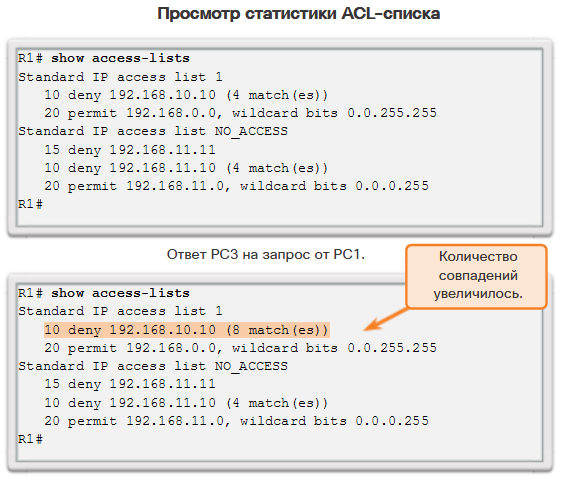 Просмотр статистики ACL-списка
R1# show access-lists
Standard IP access list 1
10 deny 192.168.10.10 (4 match(es))
20 permit 192.168.0.0, wildcard bits 0.0.255.255
Standard IP access list NO_ACCESS
15 deny 192.168.11.11
10 deny 192.168.11.10 (4 match(es))
20 permit 192.168.11.0, wildcard bits 0.0.0.255
R1#
Ответ PC3 на запрос от PC1.
Количество
совпадений
увеличилось.
R1# show access-lists
Standard IP access list 1
10 deny 192.168.10.10 (8 match(es))
20 permit 192.168.0.0, wildcard bits 0.0.255.255
Standard IP access list NO_ACCESS
15 deny 192.168.11.11
10 deny 192.168.11.10 (4 match(es))
20 permit 192.168.11.0, wildcard bits 0.0.0.255
R1#